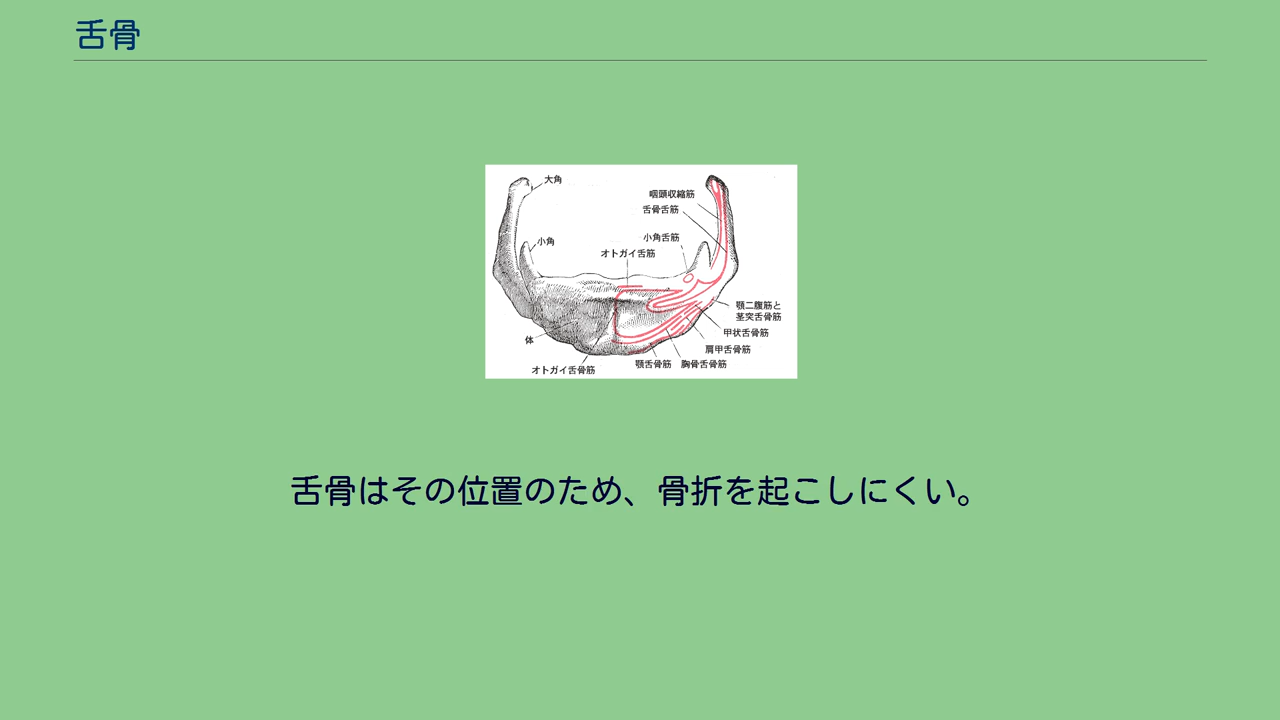 舌骨
大角
咽頭収縮筋
舌骨舌筋
小角
小角舌筋
オトガイ舌筋
顎二腹筋と
茎突舌骨筋
甲状舌骨筋
体
肩甲舌骨筋
オトガイ舌骨筋
顎舌骨筋
胸骨舌骨筋
舌骨はその位置のため、骨折を起こしにくい。